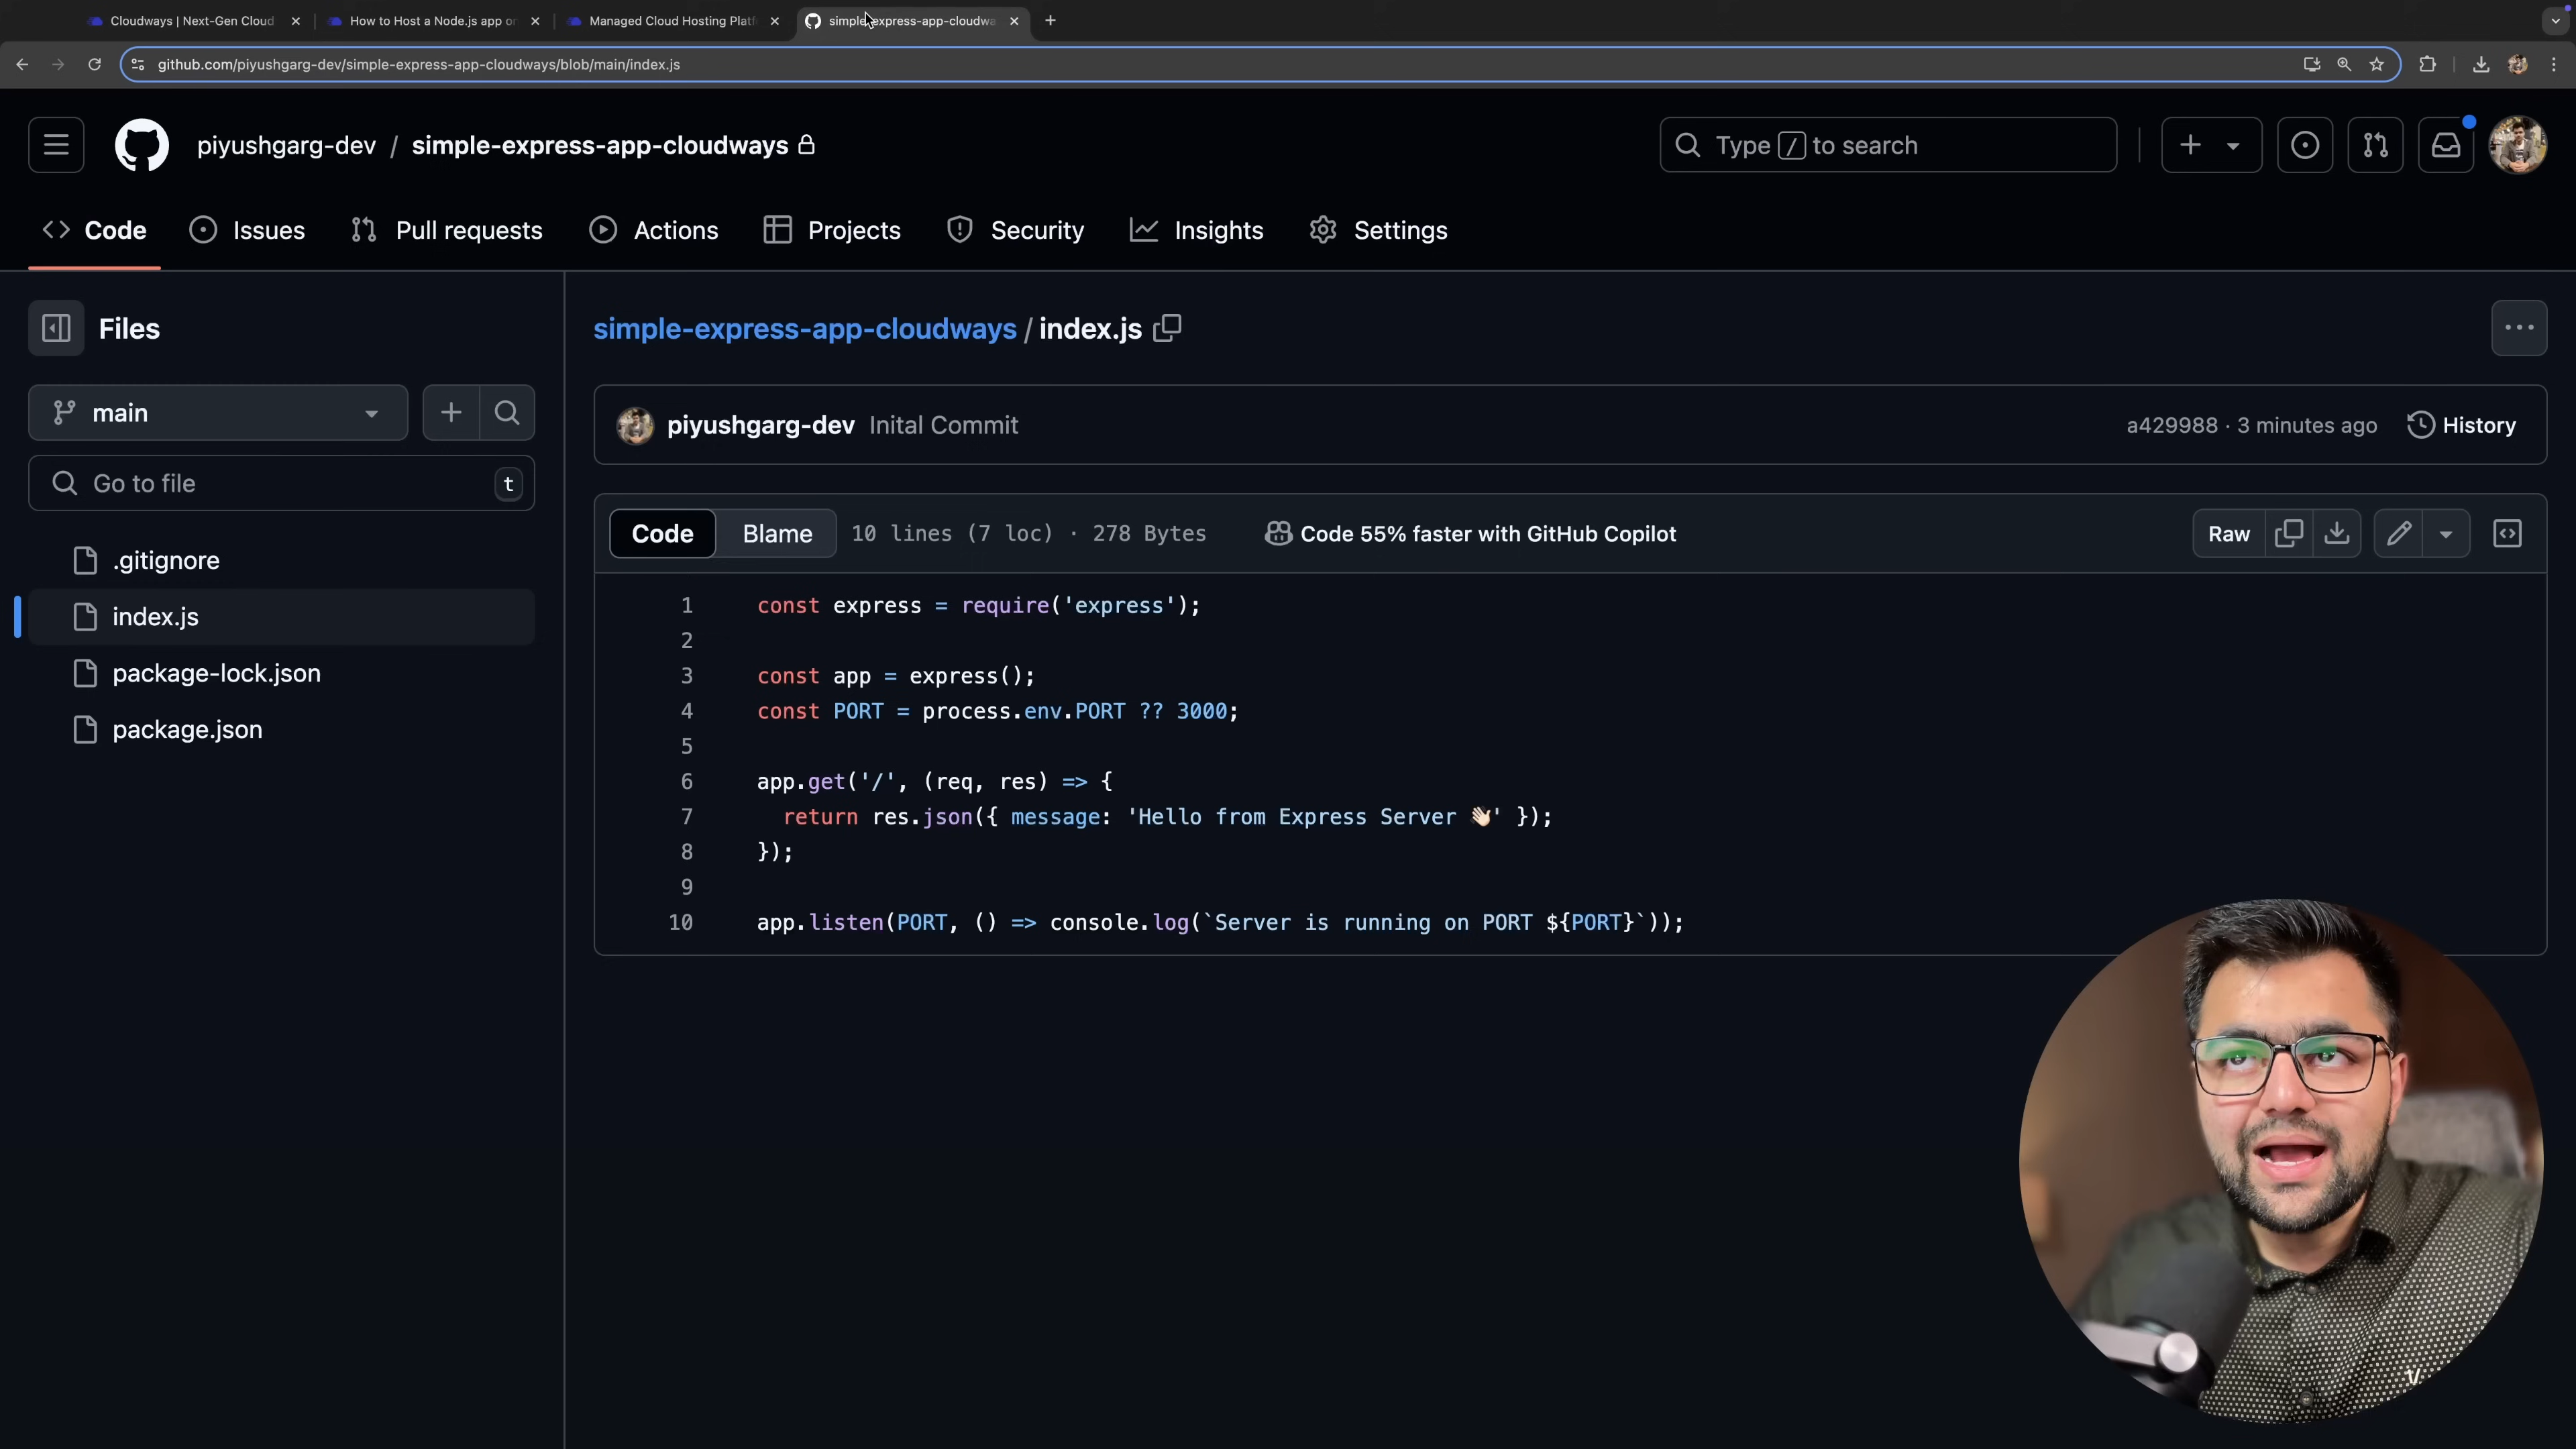 Cloudways | Next-Gen Cloud
How to Host a Node.js app or
Managed Cloud Hosting Platf
simple-express-app-cloudwa
github.com/piyushgarg-dev/simple-express-app-cloudways/blob/main/index.js
piyushgarg-dev / simple-express-app-cloudways
Type / to search
Code
Issues
Pull requests
Actions
Projects
Security
Insights
Settings
Files
simple-express-app-cloudways / index.js
main
piyushgarg-dev Inital Commit
a429988 · 3 minutes ago
History
Go to file
t
Code
Blame
10 lines (7 loc) · 278 Bytes
Code 55% faster with GitHub Copilot
Raw
.gitignore
index.js
package-lock.json
package.json
1 const express = require('express');
2
3 const app = express();
4 const PORT = process.env.PORT ?? 3000;
5
6 app.get('/', (req, res) => {
7 return res.json({ message: 'Hello from Express Server 👋🏻' });
8 });
9
10 app.listen(PORT, () => console.log(`Server is running on PORT ${PORT}`));